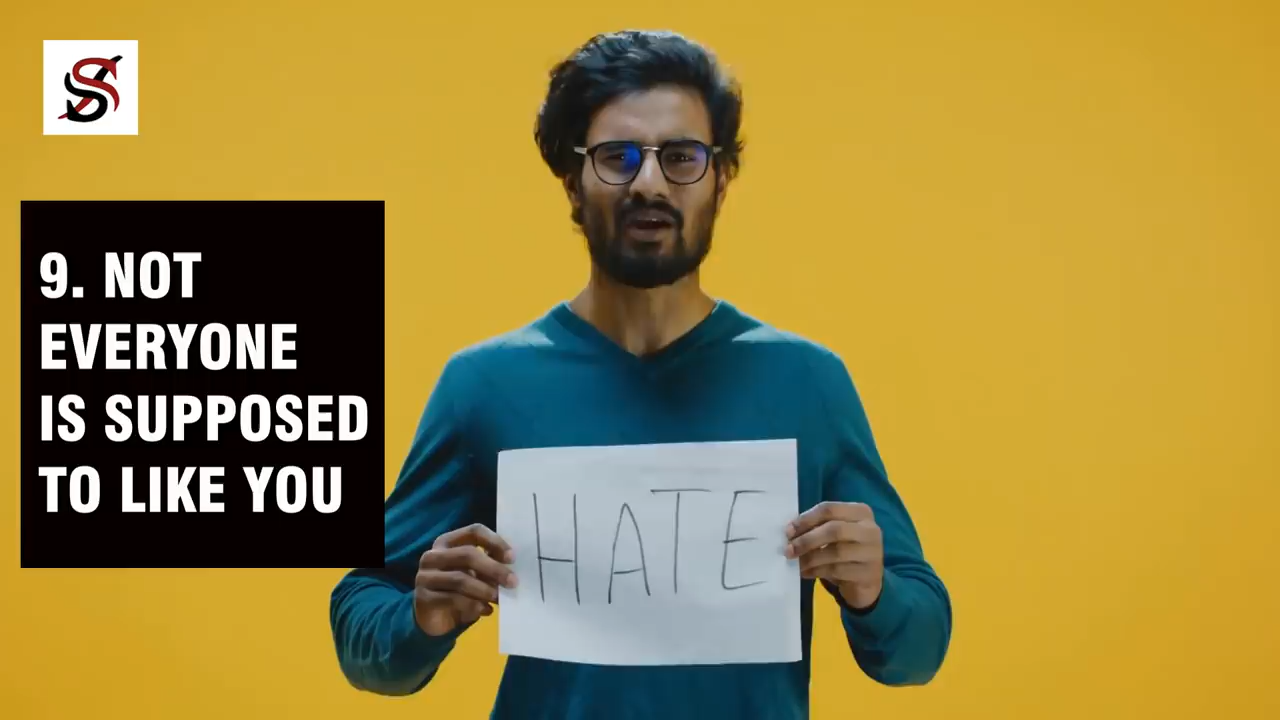 9. NOT
EVERYONE
IS SUPPOSED
TO LIKE YOU
HATE